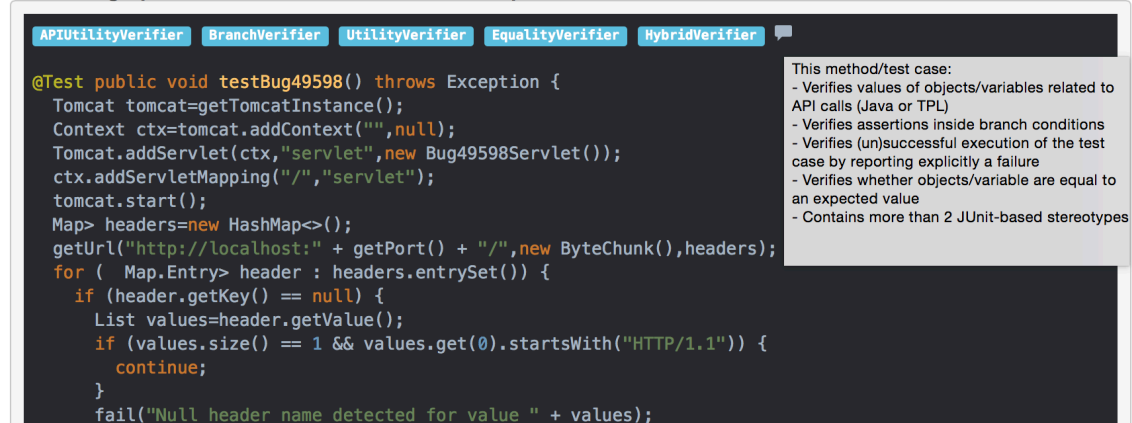 APIUtilityVerifier BranchVerifier UtilityVerifier EqualityVerifier HybridVerifier
@Test public void testBug49598() throws Exception {
Tomcat tomcat=getTomcatInstance();
Context ctx=tomcat.addContext("",null);
Tomcat.addServlet(ctx,"servlet",new Bug49598Servlet());
ctx.addServletMapping("/","servlet");
tomcat.start();
Map> headers=new HashMap<>();
getUrl("http://localhost:" + getPort() + "/",new ByteChunk(),headers);
for (  Map.Entry> header : headers.entrySet()) {
if (header.getKey() == null) {
List values=header.getValue();
if (values.size() == 1 && values.get(0).startsWith("HTTP/1.1")) {
continue;
}
fail("Null header name detected for value " + values);
This method/test case:
- Verifies values of objects/variables related to
API calls (Java or TPL)
- Verifies assertions inside branch conditions
- Verifies (un)successful execution of the test
case by reporting explicitly a failure
- Verifies whether objects/variable are equal to
an expected value
- Contains more than 2 JUnit-based stereotypes